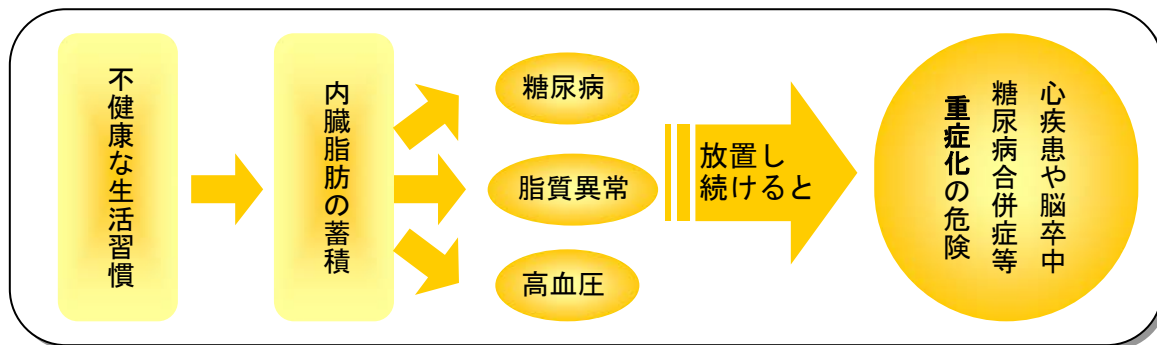 不健康な生活習慣
内臓脂肪の蓄積
糖尿病
脂質異常
高血圧
放置し
続けると
心疾患や脳卒中
糖尿病合併症等
重症化の危険